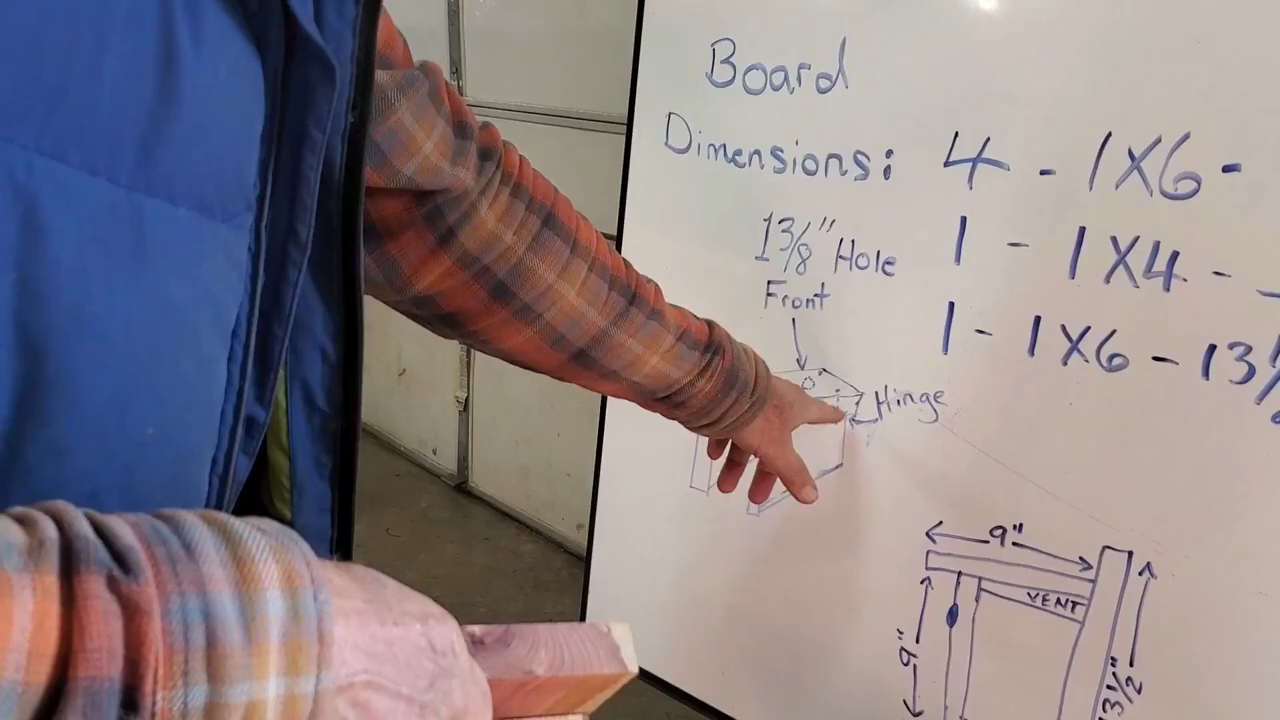 Board
Dimensions: 4 - 1X6 -
1 3/8" Hole 1 - 1X4 -
Front
1 - 1X6 - 13
Hinge
9"
VENT
9"
3 1/2"